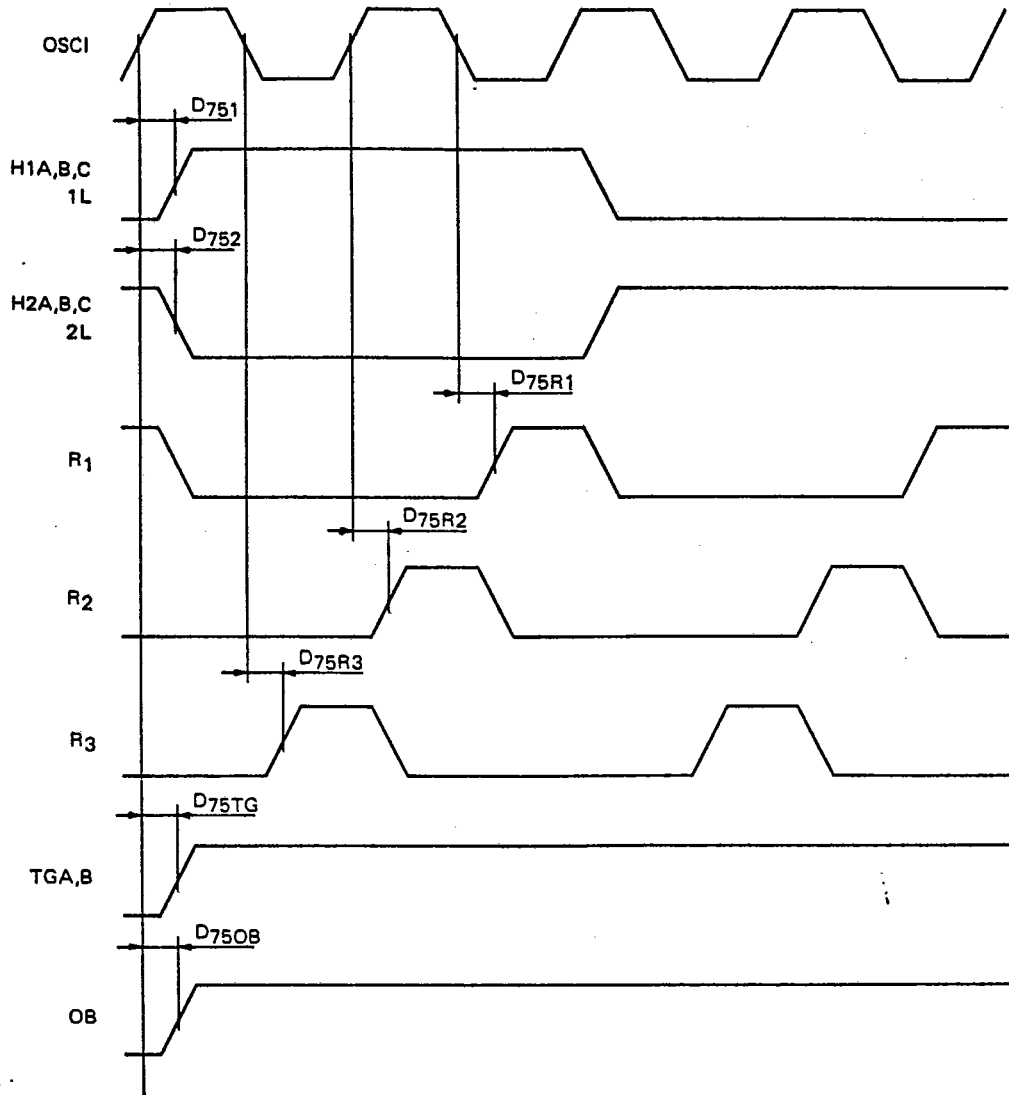 OSCI
D751
H1A,B,C
1L
D752
H2A,B,C
2L
D75R1
R1
D75R2
R2
D75R3
R3
D75TG
TGA,B
D75OB
OB